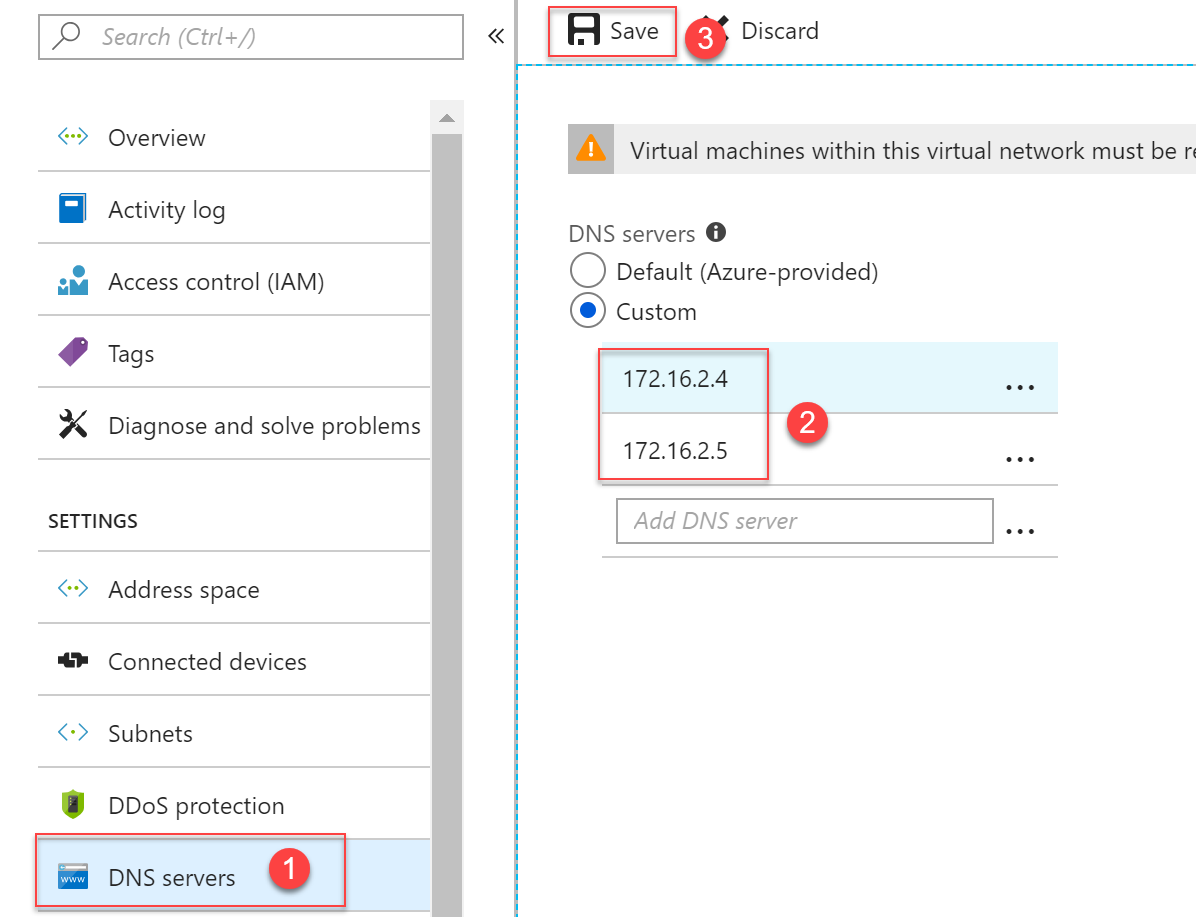 Search (Ctrl+/)
«
Overview
Activity log
Access control (IAM)
Tags
Diagnose and solve problems
SETTINGS
Address space
Connected devices
Subnets
DDoS protection
www
DNS servers
1
Save
3
Discard
Virtual machines within this virtual network must be re
DNS servers
Default (Azure-provided)
Custom
172.16.2.4
...
2
172.16.2.5
...
Add DNS server
...